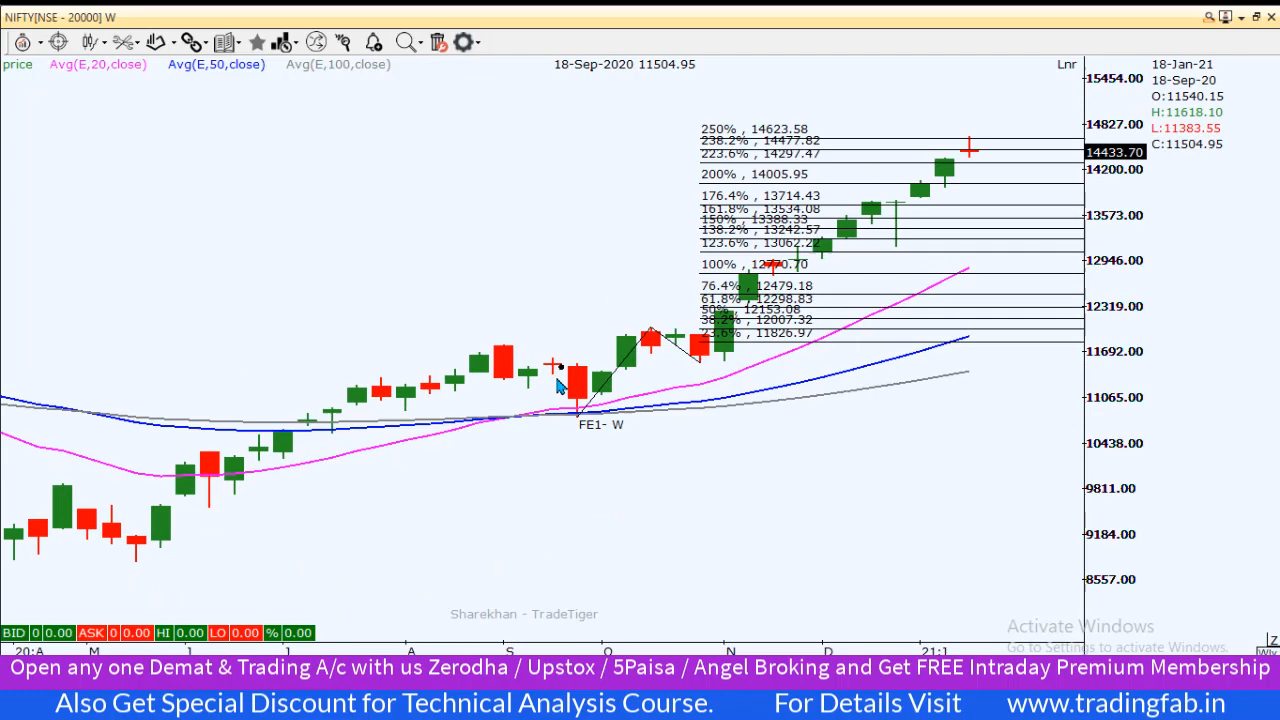 NIFTY[NSE - 20000] W
price Avg(E,20,close) Avg(E,50,close) Avg(E,100,close) 18-Sep-2020 11504.95 Lnr
18-Jan-21
18-Sep-20
O:11540.15
H:11618.10
L:11383.55
C:11504.95
15454.00
14827.00
14433.70
14200.00
13573.00
12946.00
12319.00
11692.00
11065.00
10438.00
9811.00
9184.00
8557.00
250% , 14623.58
238.2% , 14477.82
223.6% , 14297.47
200% , 14005.95
176.4% , 13714.43
161.8% , 13534.08
150% , 13388.33
138.2% , 13242.57
123.6% , 13062.22
100% , 12770.70
76.4% , 12479.18
61.8% , 12298.83
50% , 12153.08
38.2% , 12007.32
23.6% , 11826.97
FE1- W
Sharekhan - TradeTiger
Activate Windows
Go to Settings to activate Windows.
BID 0 0.00 ASK 0 0.00 HI 0.00 LO 0.00 % 0.00
20:A M J J A S O N D 21:1
Open any one Demat & Trading A/c with us Zerodha / Upstox / 5Paisa / Angel Broking and Get FREE Intraday Premium Membership
Also Get Special Discount for Technical Analysis Course. For Details Visit www.tradingfab.in